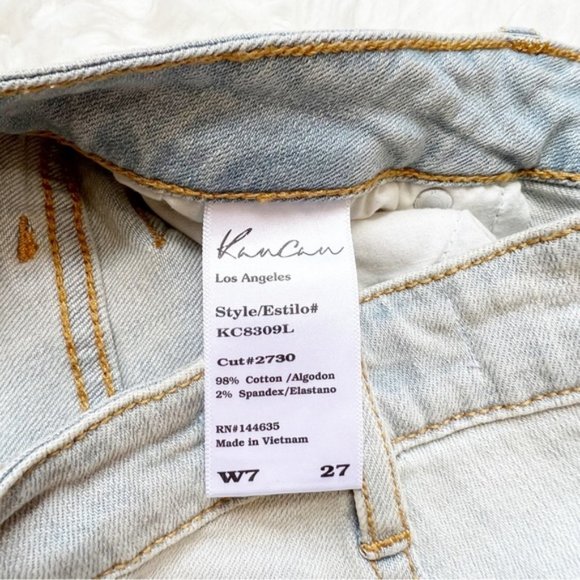 KanCan
Los Angeles
Style/Estilo#
KC8309L
Cut#2730
98% Cotton /Algodon
2% Spandex/Elastano
RN#144635
Made in Vietnam
W7 27